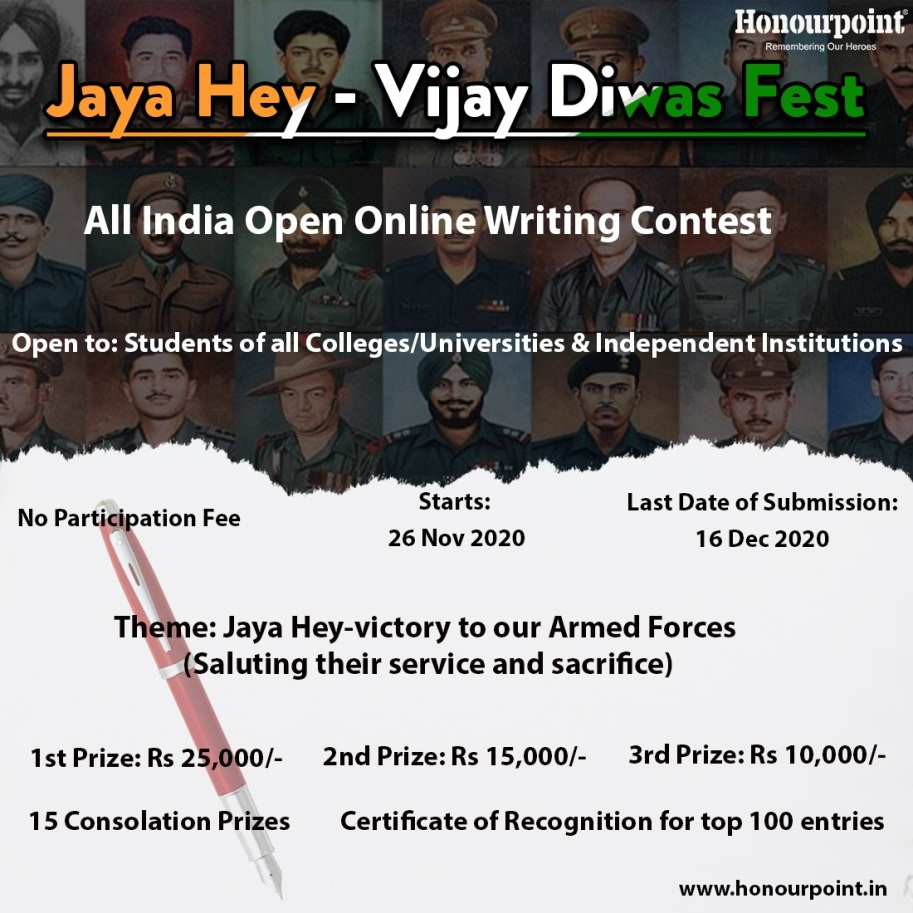 Honourpoint®
Remembering Our Heroes
Jaya Hey - Vijay Diwas Fest
All India Open Online Writing Contest
Open to: Students of all Colleges/Universities & Independent Institutions
No Participation Fee
Starts:
26 Nov 2020
Last Date of Submission:
16 Dec 2020
Theme: Jaya Hey-victory to our Armed Forces
(Saluting their service and sacrifice)
1st Prize: Rs 25,000/-
2nd Prize: Rs 15,000/-
3rd Prize: Rs 10,000/-
15 Consolation Prizes
Certificate of Recognition for top 100 entries
www.honourpoint.in